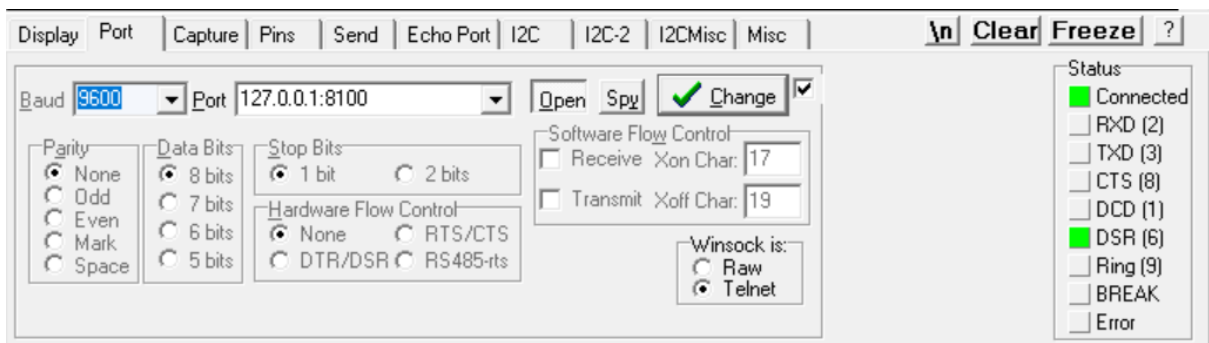 Display Port Capture Pins Send Echo Port I2C I2C-2 I2CMisc Misc \n Clear Freeze ?
Baud 9600 Port 127.0.0.1:8100 Open Spy Change
Parity
None
Odd
Even
Mark
Space
Data Bits
8 bits
7 bits
6 bits
5 bits
Stop Bits
1 bit 2 bits
Hardware Flow Control
None RTS/CTS
DTR/DSR RS485-rts
Software Flow Control
Receive Xon Char: 17
Transmit Xoff Char: 19
Winsock is:
Raw
Telnet
Status
Connected
RXD (2)
TXD (3)
CTS (8)
DCD (1)
DSR (6)
Ring (9)
BREAK
Error